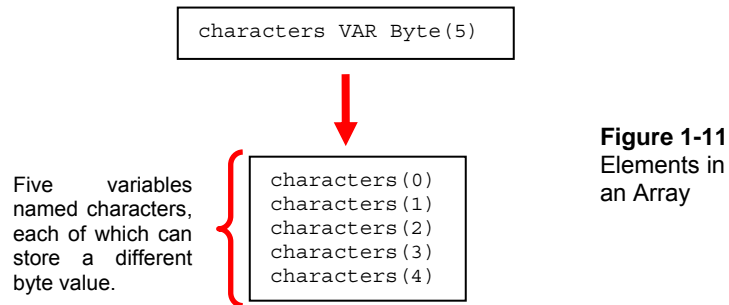 characters VAR Byte(5)
Figure 1-11
Elements in
an Array
Five variables
named characters,
each of which can
store a different
byte value.
characters(0)
characters(1)
characters(2)
characters(3)
characters(4)